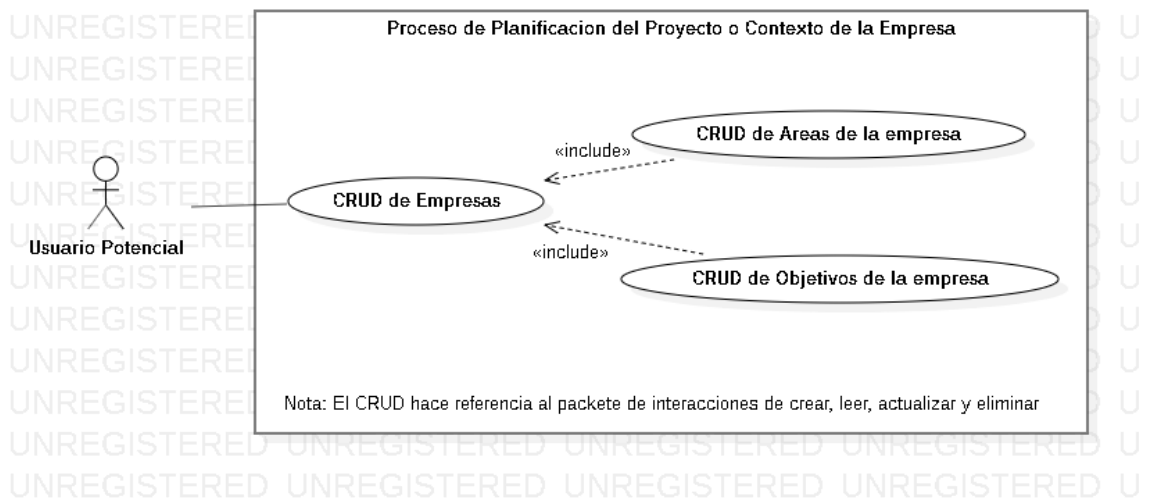 Proceso de Planificacion del Proyecto o Contexto de la Empresa
CRUD de Areas de la empresa
«include»
CRUD de Empresas
Usuario Potencial
«include»
CRUD de Objetivos de la empresa
Nota: El CRUD hace referencia al packete de interacciones de crear, leer, actualizar y eliminar
UNREGISTERED UNREGISTERED UNREGISTERED UNREGISTERED U
UNREGISTERED UNREGISTERED UNREGISTERED UNREGISTERED U